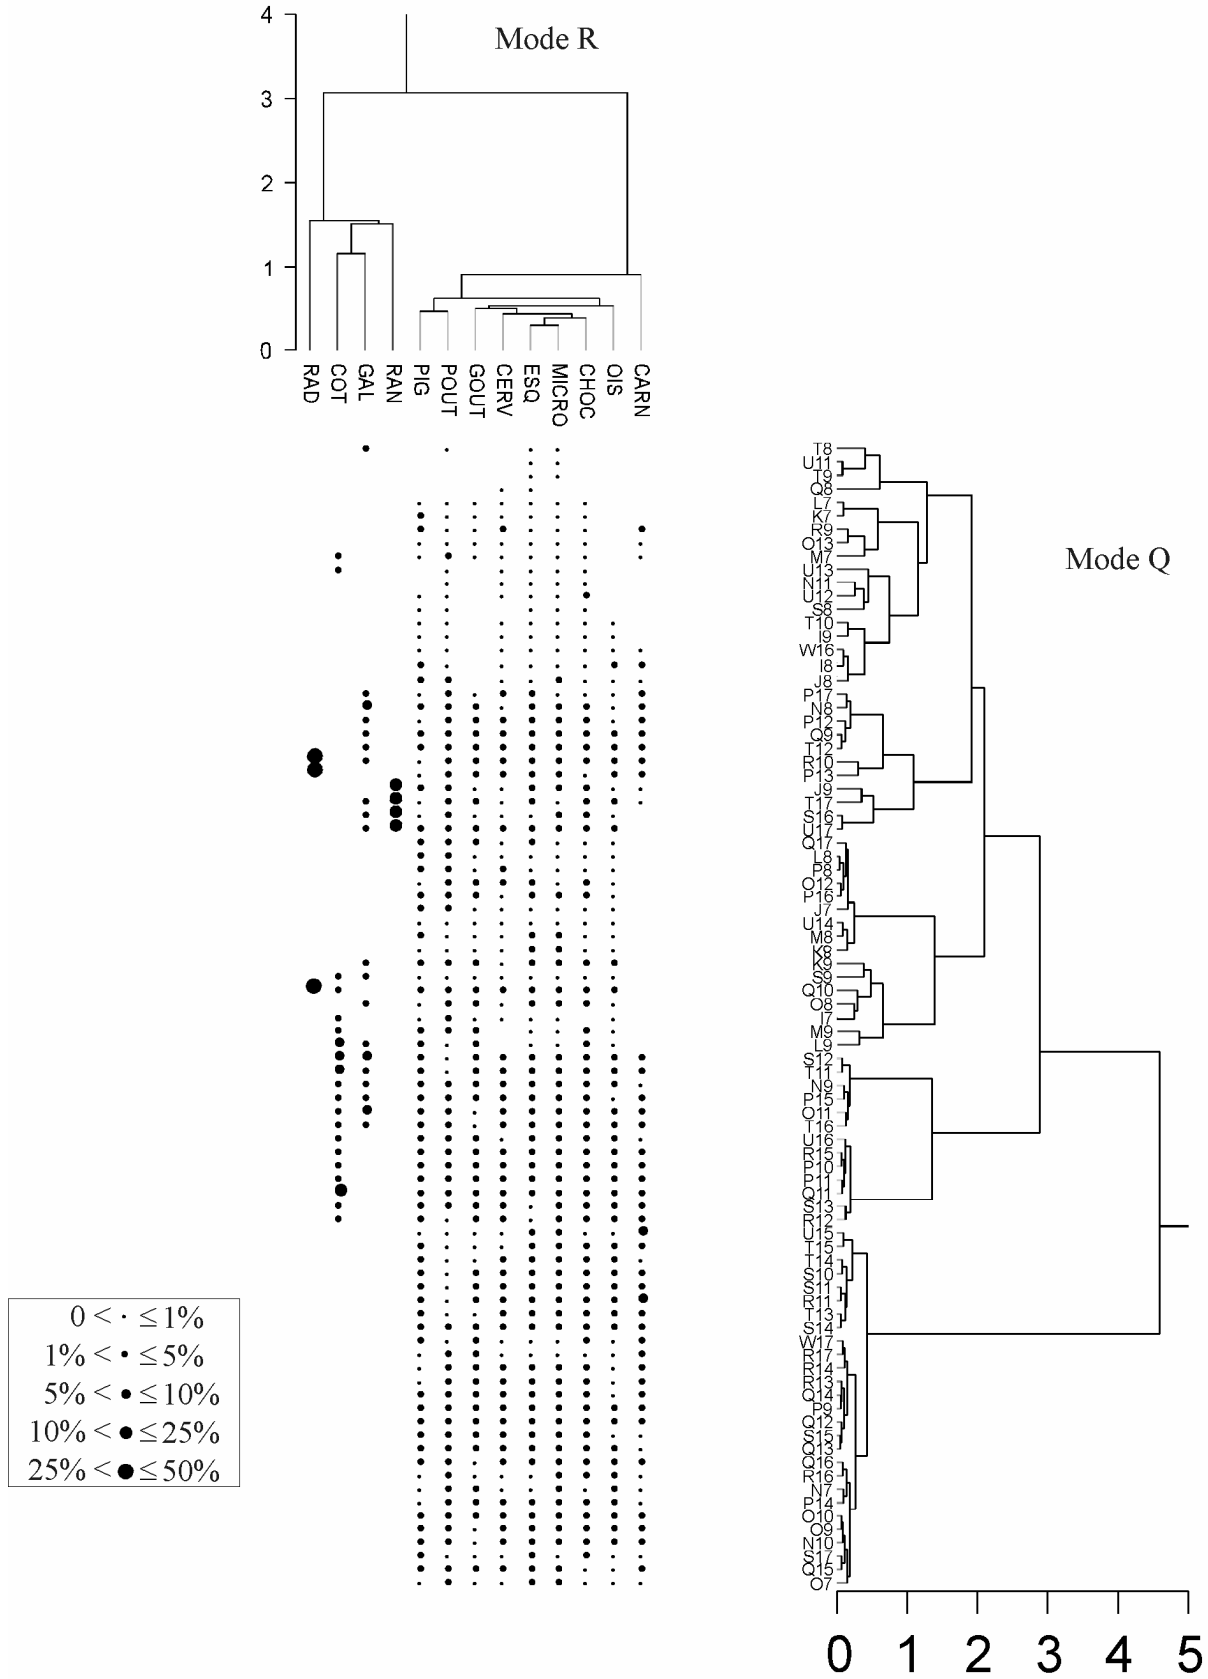 4
Mode R
3
2
1
0
RAD
COT
GAL
RAN
PIG
POUT
GOUT
CERV
ESQ
MICRO
CHOC
OIS
CARN
T8
U11
T9
Q8
L7
K7
R9
O13
M7
Mode Q
U13
N11
U12
S8
T10
I9
W16
I8
J8
P17
N8
P12
Q9
T12
R10
P13
J9
T17
S16
U17
Q17
L8
P8
O12
P16
J7
U14
M8
K8
K9
S9
Q10
O8
I7
M9
L9
S12
T11
N9
P15
O11
T16
U16
R15
P10
P11
Q11
S13
R12
U15
T15
T14
S10
S11
R11
T13
S14
W17
R17
R14
R13
Q14
P9
Q12
S15
Q13
Q16
R16
N7
P14
O10
O9
N10
S17
Q15
O7
0 < · ≤ 1%
1% < • ≤ 5%
5% < ● ≤ 10%
10% < ● ≤ 25%
25% < ● ≤ 50%
0 1 2 3 4 5